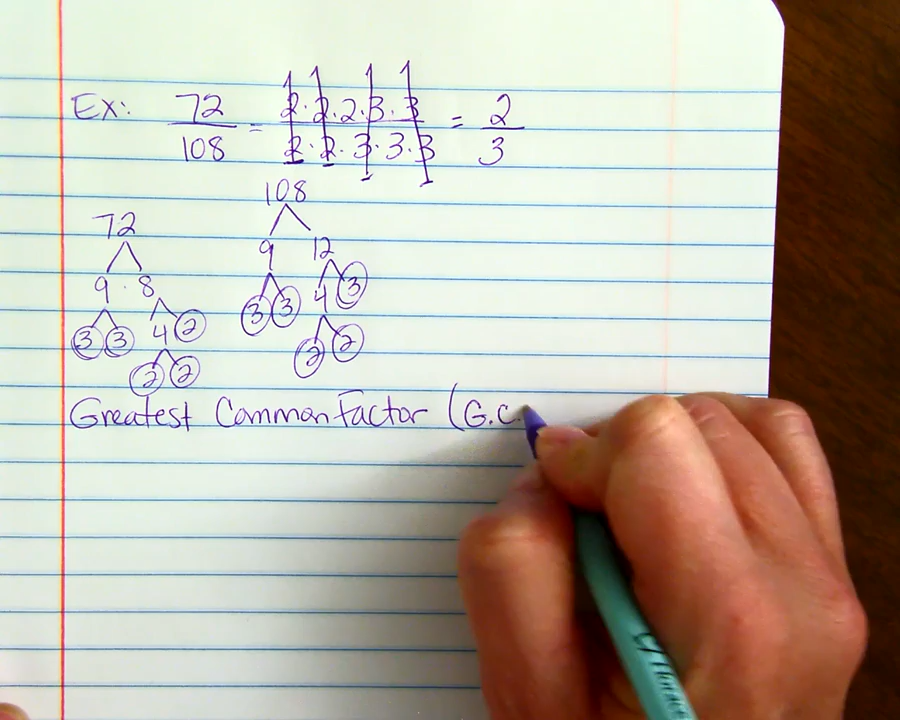 Ex: 72/108 = 2·2·2·3·3/2·2·3·3·3 = 2/3
72
108
9 · 8
9 12
3 3 4 2
3 3 4 3
2 2
2 2
Greatest Common Factor (G.C.